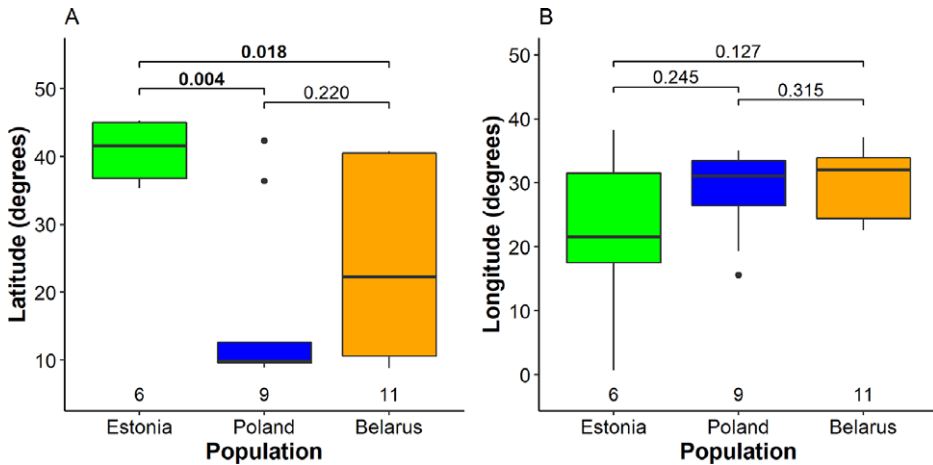 A
0.018
0.004
0.220
50
40
30
20
10
Latitude (degrees)
6 9 11
Estonia Poland Belarus
Population
B
0.127
0.245
0.315
50
40
30
20
10
0
Longitude (degrees)
6 9 11
Estonia Poland Belarus
Population